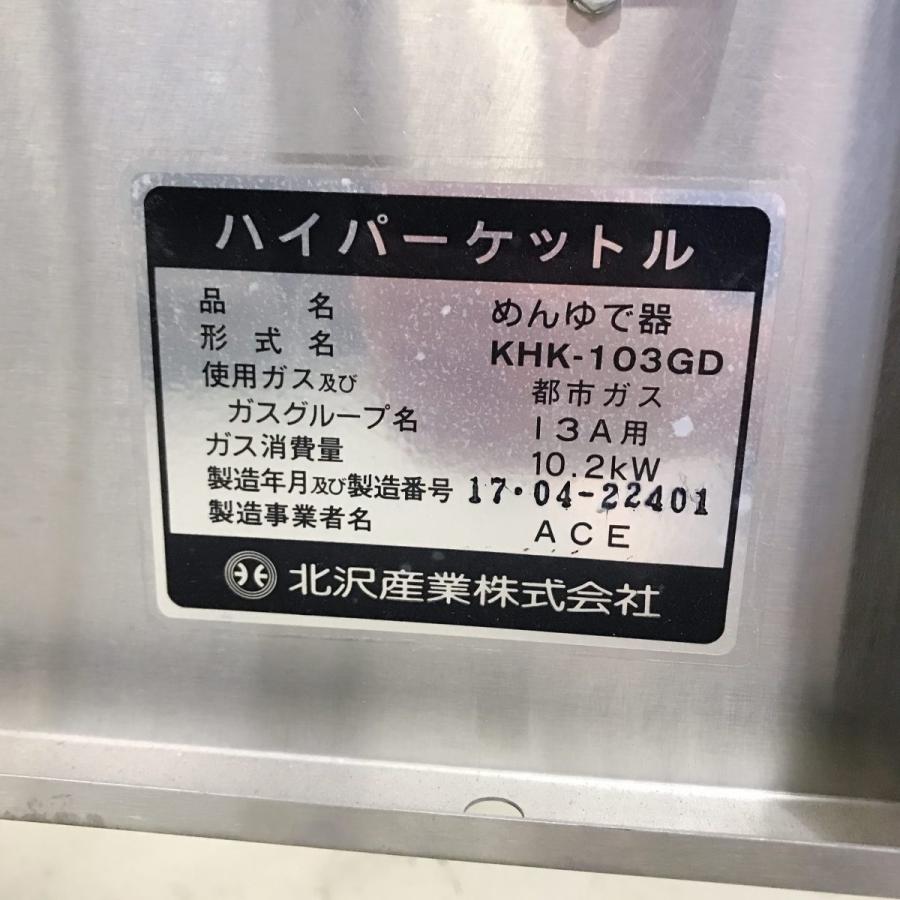 ハイパーケットル
品名 めんゆで器
形式名 KHK-103GD
使用ガス及び 都市ガス
ガスグループ名 13A用
ガス消費量 10.2kW
製造年月及び製造番号 17・04-22401
製造事業者名 ACE
北沢産業株式会社